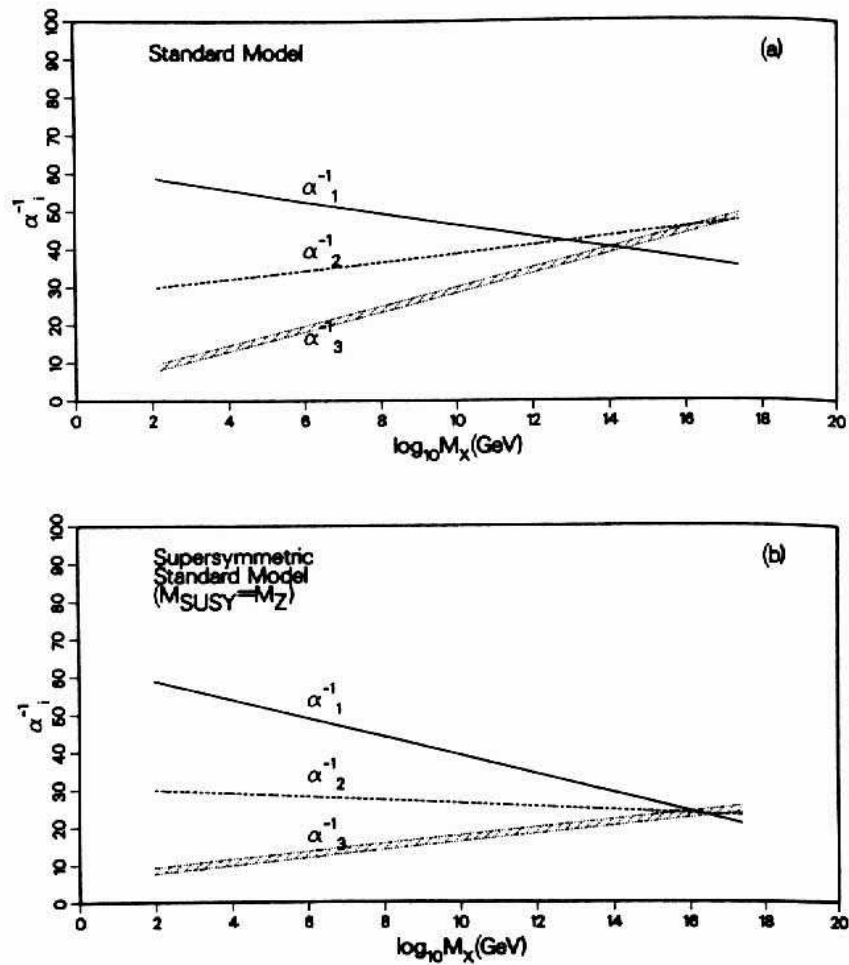 100
(a)
Standard Model
90
80
70
60
α⁻¹₁
α⁻¹ᵢ
50
40
α⁻¹₂
30
20
α⁻¹₃
10
0
0 2 4 6 8 10 12 14 16 18 20
log₁₀Mₓ(GeV)
100
(b)
Supersymmetric
Standard Model
(M_SUSY=M_Z)
90
80
70
60
α⁻¹₁
50
α⁻¹ᵢ
40
α⁻¹₂
30
20
α⁻¹₃
10
0
0 2 4 6 8 10 12 14 16 18 20
log₁₀Mₓ(GeV)